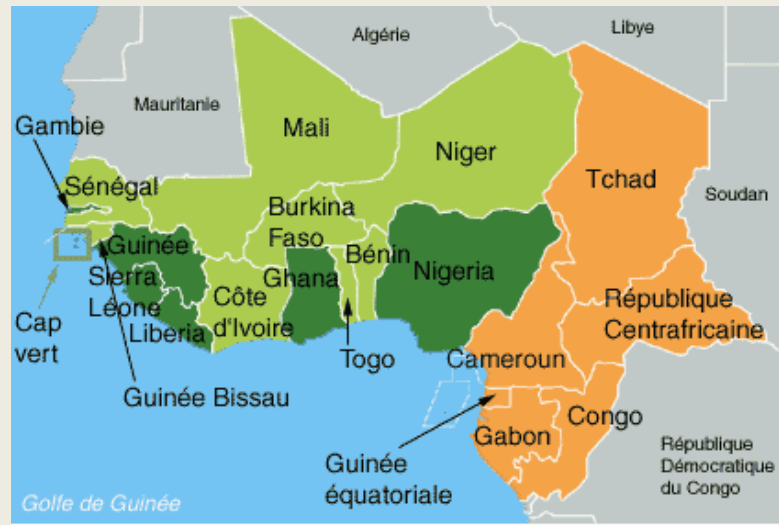 Libye
Algérie
Mauritanie
Gambie
Mali
Niger
Tchad
Sénégal
Soudan
Burkina
Faso
Bénin
Guinée
Ghana
Nigeria
Sierra
Léone
Côte
d'Ivoire
République
Centrafricaine
Liberia
Cap
vert
Togo
Cameroun
Guinée Bissau
Congo
Gabon
Guinée
équatoriale
République
Démocratique
du Congo
Golfe de Guinée